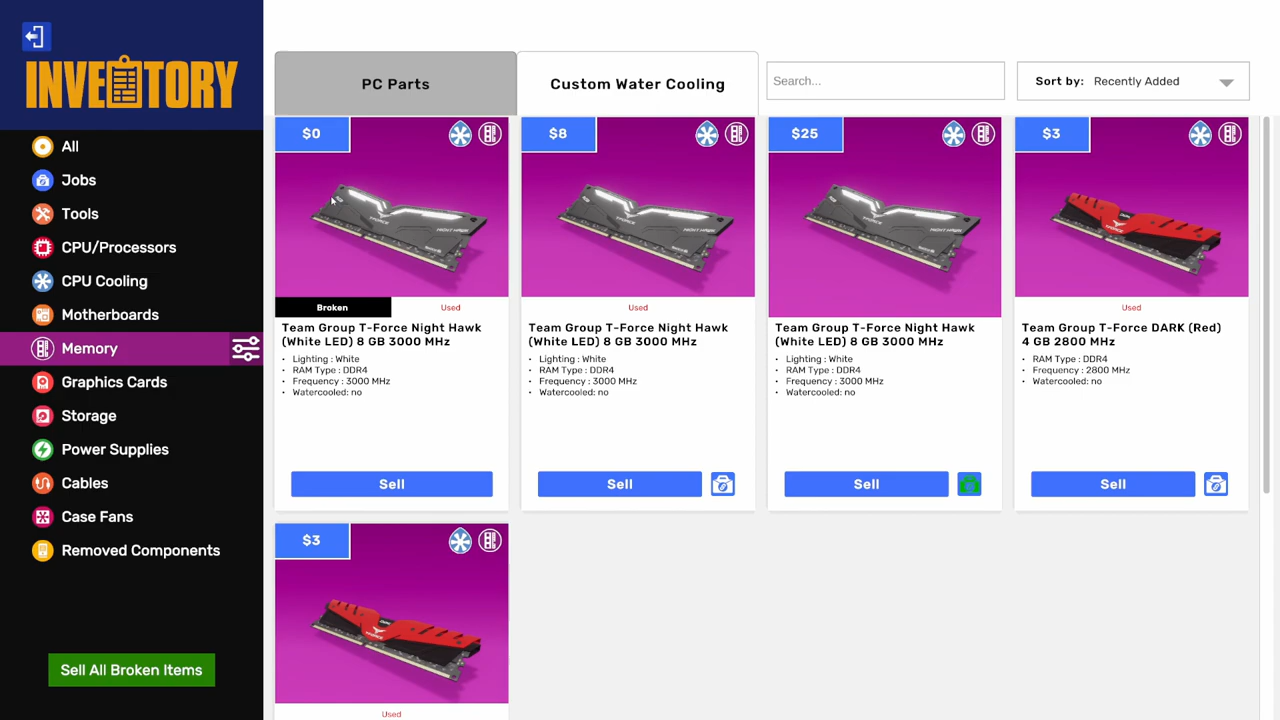 INVENTORY
All
Jobs
Tools
CPU/Processors
CPU Cooling
Motherboards
Memory
Graphics Cards
Storage
Power Supplies
Cables
Case Fans
Removed Components
Sell All Broken Items
PC Parts
Custom Water Cooling
Search...
Sort by: Recently Added
$0
Broken
Used
Team Group T-Force Night Hawk
(White LED) 8 GB 3000 MHz
• Lighting : White
• RAM Type : DDR4
• Frequency : 3000 MHz
• Watercooled: no
Sell
$8
Used
Team Group T-Force Night Hawk
(White LED) 8 GB 3000 MHz
• Lighting : White
• RAM Type : DDR4
• Frequency : 3000 MHz
• Watercooled: no
Sell
$25
Team Group T-Force Night Hawk
(White LED) 8 GB 3000 MHz
• Lighting : White
• RAM Type : DDR4
• Frequency : 3000 MHz
• Watercooled: no
Sell
$3
Used
Team Group T-Force DARK (Red)
4 GB 2800 MHz
• RAM Type : DDR4
• Frequency : 2800 MHz
• Watercooled: no
Sell
$3
Used